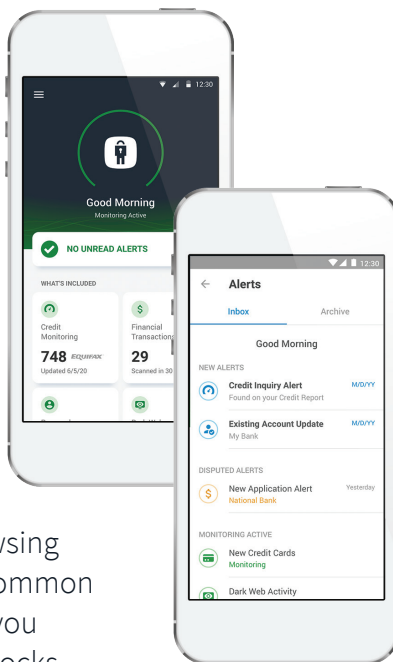 12:30
Good Morning
Monitoring Active
NO UNREAD ALERTS
WHAT'S INCLUDED
Credit
Monitoring
748 EQUIFAX
Updated 6/5/20
Financial
29
Scanned in 30
12:30
Alerts
Inbox
Archive
Good Morning
NEW ALERTS
Credit Inquiry Alert
M/D/YY
Found on your Credit Report
Existing Account Update
M/D/YY
My Bank
DISPUTED ALERTS
New Application Alert
Yesterday
National Bank
MONITORING ACTIVE
New Credit Cards
Monitoring
Dark Web Activity
ommon
you